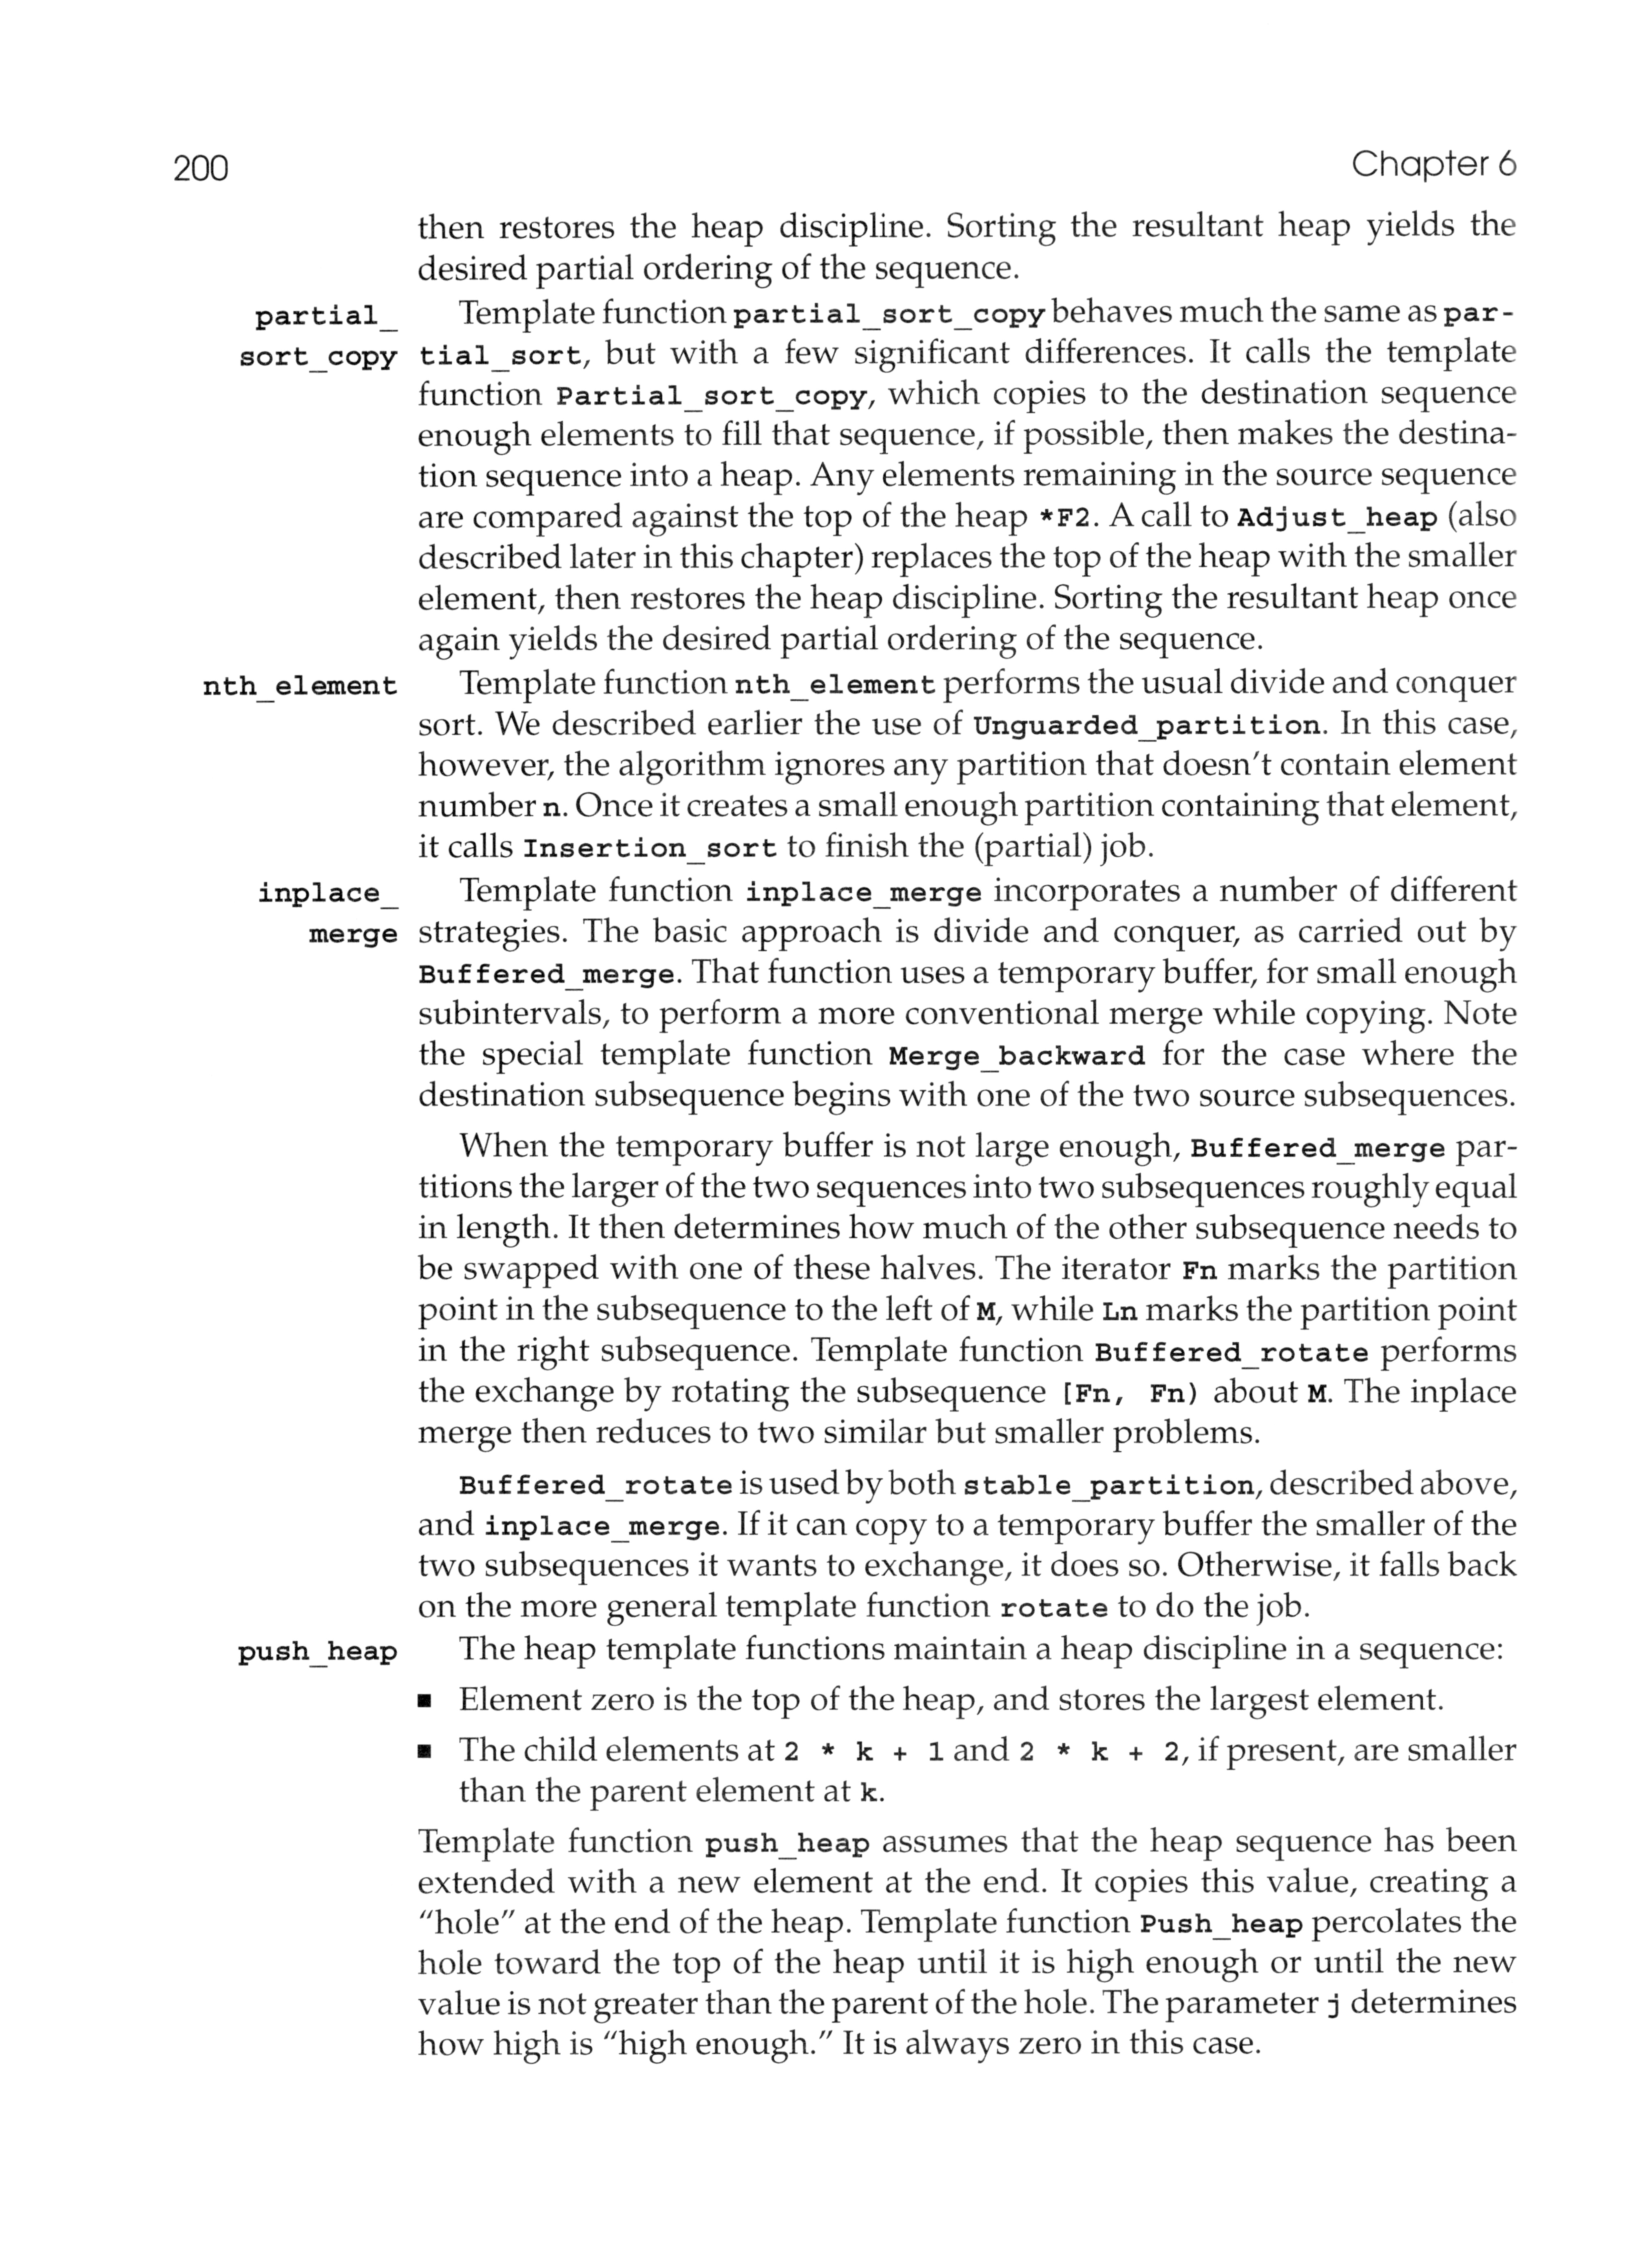 200
Chapter 6
then restores the heap discipline. Sorting the resultant heap yields the
desired partial ordering of the sequence.
partial_
sort_copy
Template function partial_sort_copy behaves much the same as par-
tial_sort, but with a few significant differences. It calls the template
function Partial_sort_copy, which copies to the destination sequence
enough elements to fill that sequence, if possible, then makes the destina-
tion sequence into a heap. Any elements remaining in the source sequence
are compared against the top of the heap *F2. A call to Adjust_heap (also
described later in this chapter) replaces the top of the heap with the smaller
element, then restores the heap discipline. Sorting the resultant heap once
again yields the desired partial ordering of the sequence.
nth_element
Template function nth_element performs the usual divide and conquer
sort. We described earlier the use of Unguarded_partition. In this case,
however, the algorithm ignores any partition that doesn't contain element
number n. Once it creates a small enough partition containing that element,
it calls Insertion_sort to finish the (partial) job.
inplace_
merge
Template function inplace_merge incorporates a number of different
strategies. The basic approach is divide and conquer, as carried out by
Buffered_merge. That function uses a temporary buffer, for small enough
subintervals, to perform a more conventional merge while copying. Note
the special template function Merge_backward for the case where the
destination subsequence begins with one of the two source subsequences.
When the temporary buffer is not large enough, Buffered_merge par-
titions the larger of the two sequences into two subsequences roughly equal
in length. It then determines how much of the other subsequence needs to
be swapped with one of these halves. The iterator Fn marks the partition
point in the subsequence to the left of M, while Ln marks the partition point
in the right subsequence. Template function Buffered_rotate performs
the exchange by rotating the subsequence [Fn, Fn) about M. The inplace
merge then reduces to two similar but smaller problems.
Buffered_rotate is used by both stable_partition, described above,
and inplace_merge. If it can copy to a temporary buffer the smaller of the
two subsequences it wants to exchange, it does so. Otherwise, it falls back
on the more general template function rotate to do the job.
push_heap
The heap template functions maintain a heap discipline in a sequence:
■ Element zero is the top of the heap, and stores the largest element.
■ The child elements at 2 * k + 1 and 2 * k + 2, if present, are smaller
than the parent element at k.
Template function push_heap assumes that the heap sequence has been
extended with a new element at the end. It copies this value, creating a
"hole" at the end of the heap. Template function Push_heap percolates the
hole toward the top of the heap until it is high enough or until the new
value is not greater than the parent of the hole. The parameter j determines
how high is "high enough." It is always zero in this case.